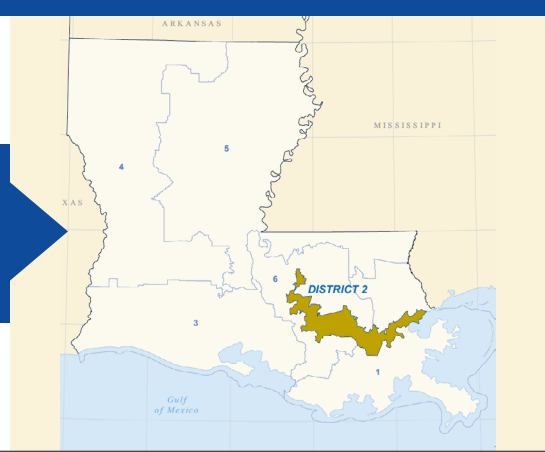 ARKANSAS
MISSISSIPPI
5
4
XAS
6
DISTRICT 2
3
1
Gulf
of Mexico